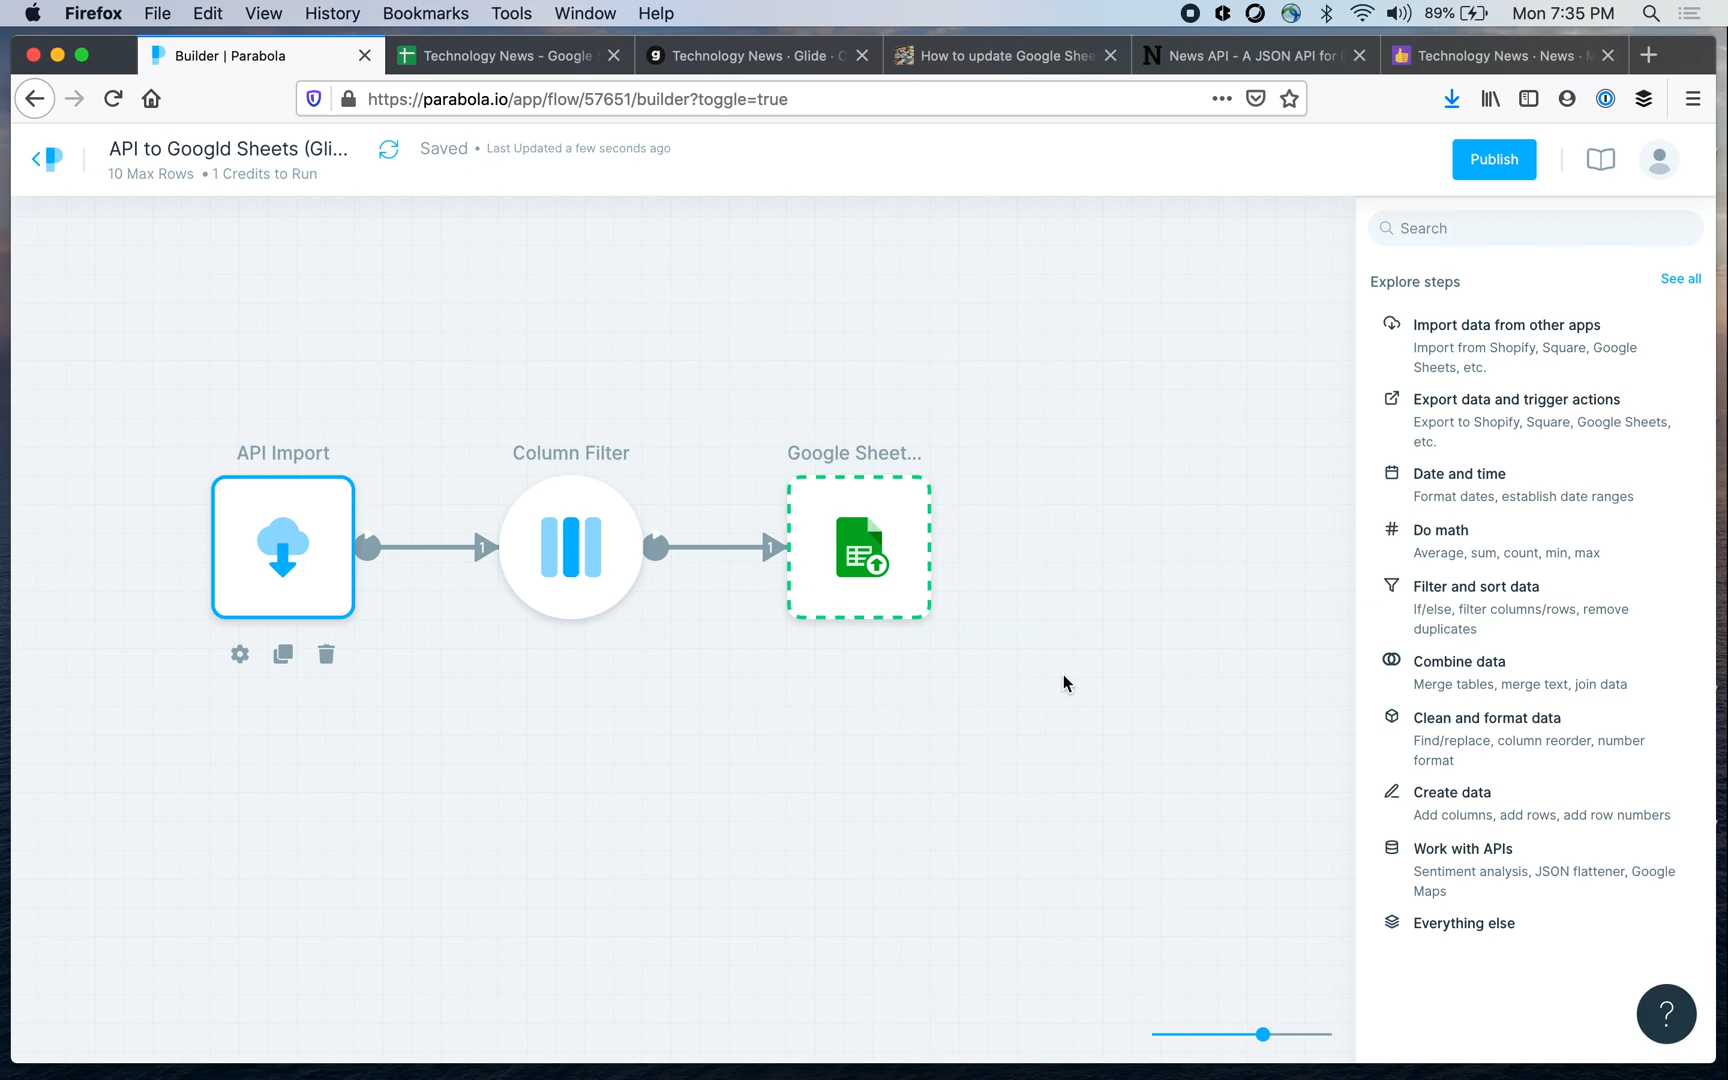 Firefox File Edit View History Bookmarks Tools Window Help 89% Mon 7:35 PM
Builder | Parabola Technology News - Google Technology News · Glide · C How to update Google Shee News API - A JSON API for Technology News · News · M
https://parabola.io/app/flow/57651/builder?toggle=true
API to Googld Sheets (Gli... Saved • Last Updated a few seconds ago
10 Max Rows • 1 Credits to Run
Publish
Search
Explore steps See all
Import data from other apps
Import from Shopify, Square, Google
Sheets, etc.
Export data and trigger actions
Export to Shopify, Square, Google Sheets,
etc.
Date and time
Format dates, establish date ranges
Do math
Average, sum, count, min, max
Filter and sort data
If/else, filter columns/rows, remove
duplicates
Combine data
Merge tables, merge text, join data
Clean and format data
Find/replace, column reorder, number
format
Create data
Add columns, add rows, add row numbers
Work with APIs
Sentiment analysis, JSON flattener, Google
Maps
Everything else
API Import Column Filter Google Sheet...
1 1
?